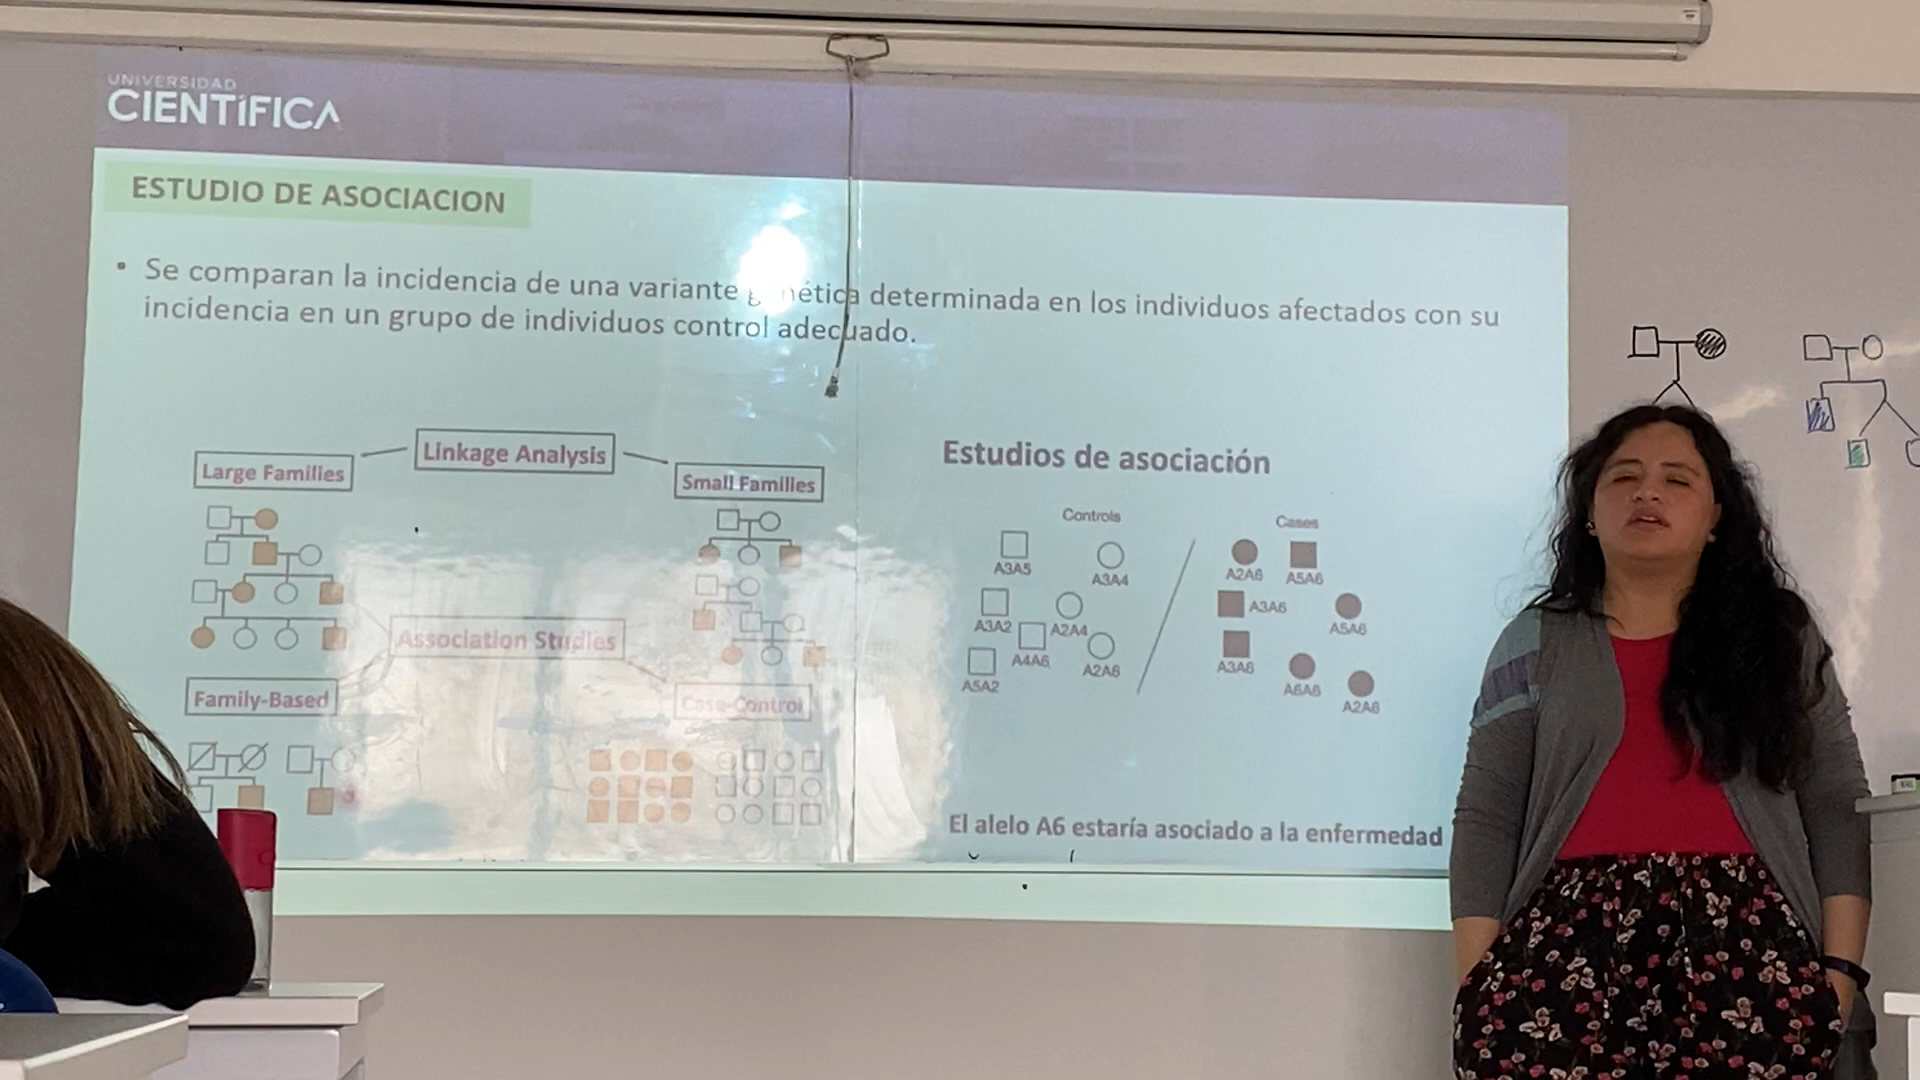 UNIVERSIDAD
CIENTÍFICA
ESTUDIO DE ASOCIACION
• Se comparan la incidencia de una variante genética determinada en los individuos afectados con su
incidencia en un grupo de individuos control adecuado.
Linkage Analysis
Large Families
Small Families
Association Studies
Family-Based
Case-Control
Estudios de asociación
Controls
A3A5
A3A4
A3A2
A2A4
A4A6
A2A6
A5A2
Cases
A2A6
A5A6
A3A6
A5A6
A3A6
A6A6
A2A6
El alelo A6 estaría asociado a la enfermedad